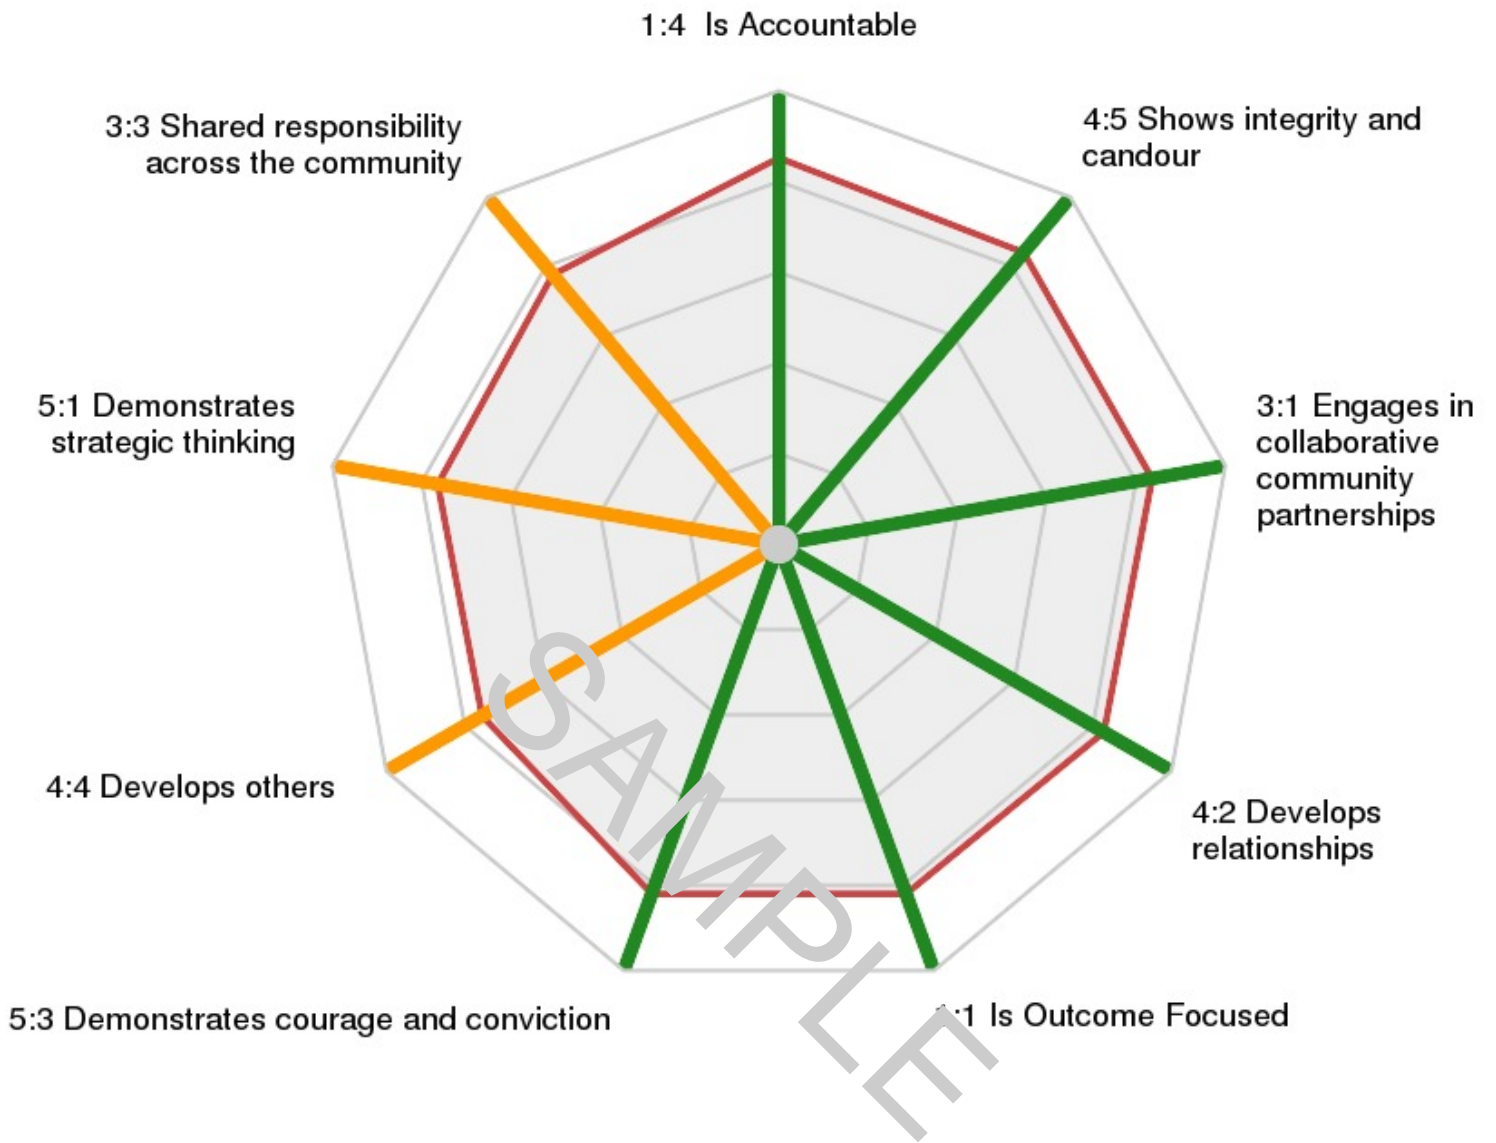 1:4 Is Accountable
4:5 Shows integrity and
candour
3:1 Engages in
collaborative
community
partnerships
4:2 Develops
relationships
:1 Is Outcome Focused
5:3 Demonstrates courage and conviction
4:4 Develops others
5:1 Demonstrates
strategic thinking
3:3 Shared responsibility
across the community
SAMPLE